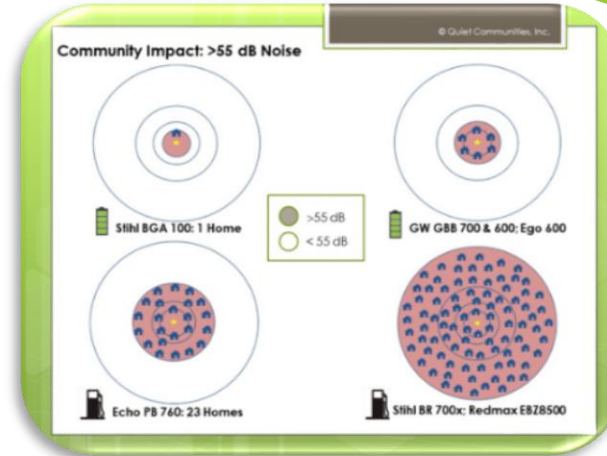 © Quiet Communities, Inc.
Community Impact: >55 dB Noise
Stihl BGA 100: 1 Home
GW GBB 700 & 600; Ego 600
>55 dB
< 55 dB
Echo PB 760: 23 Homes
Stihl BR 700x; Redmax EBZ8500